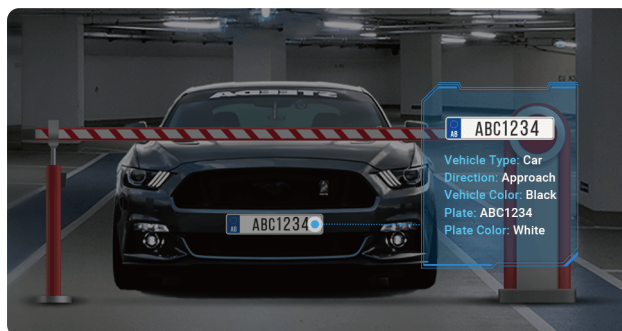 AB ABC1234
Vehicle Type: Car
Direction: Approach
Vehicle Color: Black
Plate: ABC1234
Plate Color: White
AB ABC1234